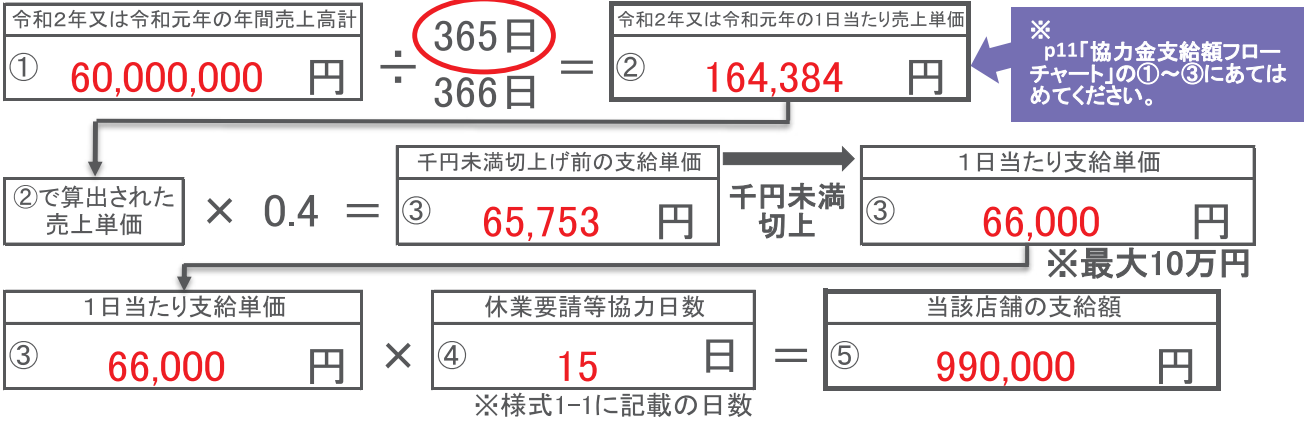 令和2年又は令和元年の年間売上高計
① 60,000,000 円
÷
365日
366日
＝
令和2年又は令和元年の1日当たり売上単価
② 164,384 円
※
p11「協力金支給額フロー
チャート」の①～③にあては
めてください。
②で算出された
売上単価
× 0.4 ＝
千円未満切上げ前の支給単価
③ 65,753 円
千円未満
切上
1日当たり支給単価
③ 66,000 円
※最大10万円
1日当たり支給単価
③ 66,000 円
×
休業要請等協力日数
④ 15 日
※様式1-1に記載の日数
＝
当該店舗の支給額
⑤ 990,000 円